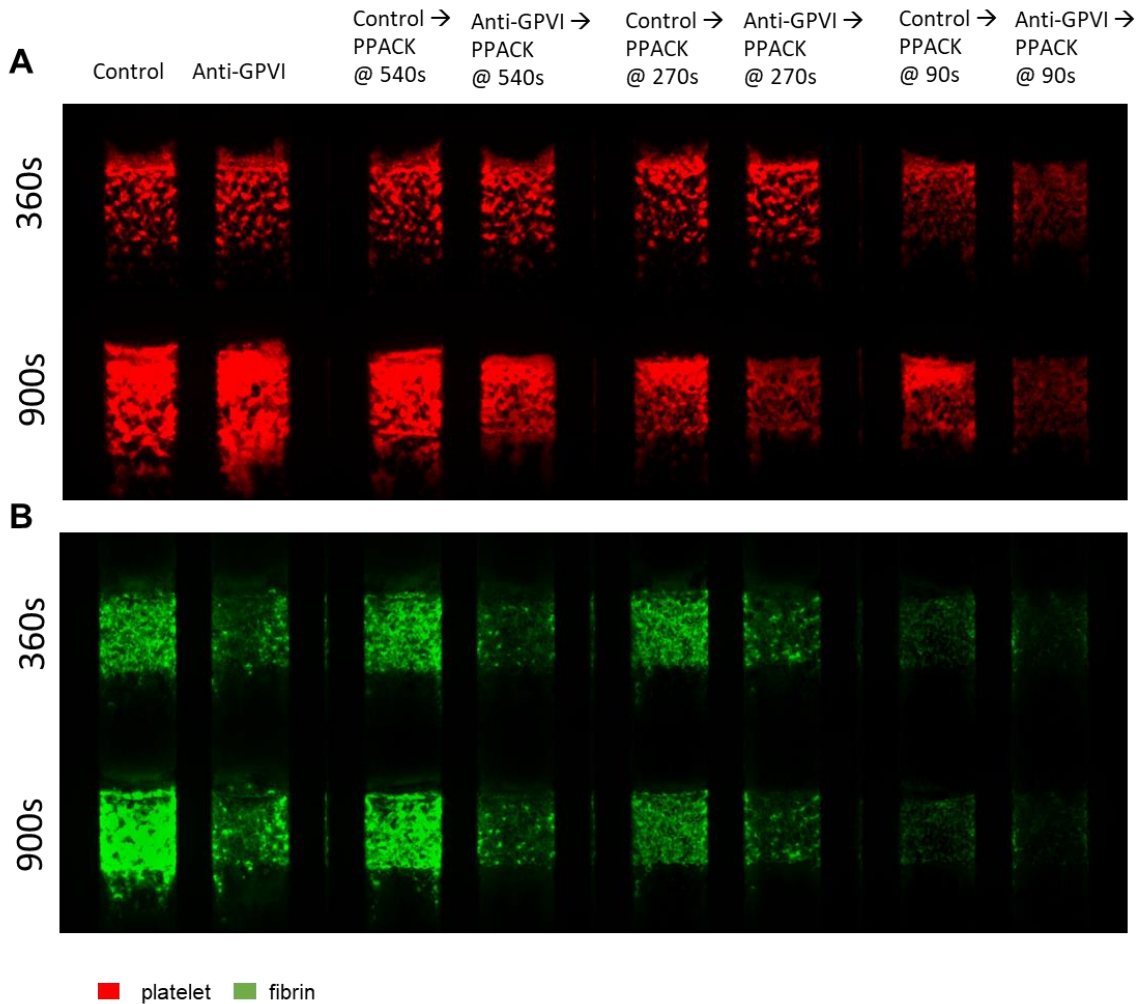 Control →
PPACK
@ 540s
Anti-GPVI →
PPACK
@ 540s
Control →
PPACK
@ 270s
Anti-GPVI →
PPACK
@ 270s
Control →
PPACK
@ 90s
Anti-GPVI →
PPACK
@ 90s
A
Control
Anti-GPVI
360s
900s
B
360s
900s
platelet
fibrin